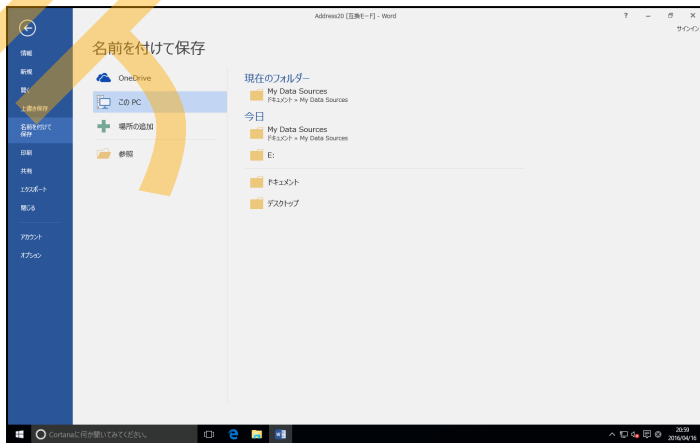 Address20 [互換モード] - Word
? – ×
サインイン
情報
新規
開く
上書き保存
名前を付けて
保存
印刷
共有
エクスポート
閉じる
アカウント
オプション
名前を付けて保存
OneDrive
この PC
場所の追加
参照
現在のフォルダー
My Data Sources
ドキュメント » My Data Sources
今日
My Data Sources
ドキュメント » My Data Sources
E:
ドキュメント
デスクトップ
Cortanaに何か聞いてみてください。
20:59
2016/04/16